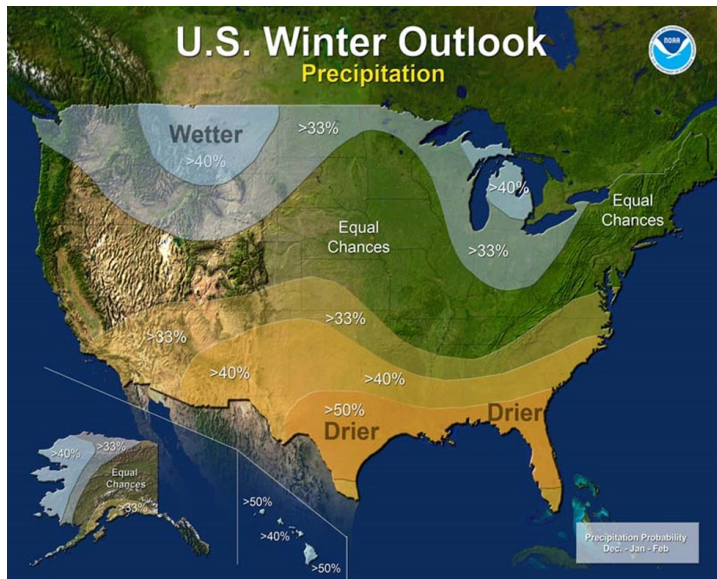 U.S. Winter Outlook
Precipitation
NOAA
Wetter
>40%
>33%
>40%
Equal
Chances
Equal
Chances
>33%
>33%
>33%
>40%
>40%
>50%
Drier
Drier
>40%
>33%
Equal
Chances
>33%
>50%
>40%
>50%
Precipitation Probability
Dec. - Jan - Feb